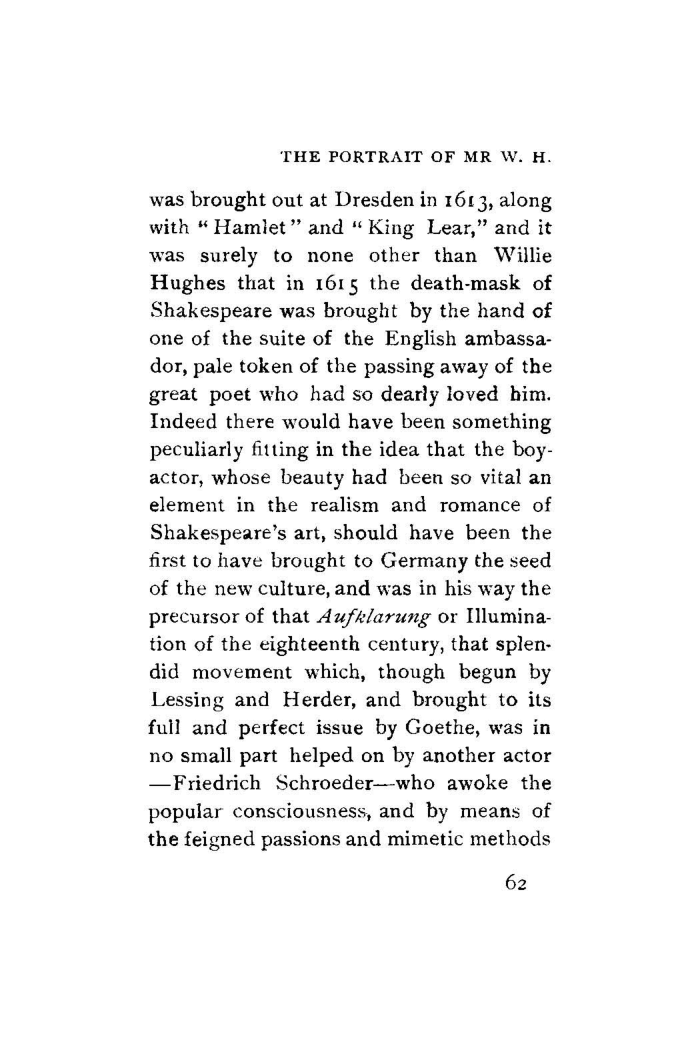 THE PORTRAIT OF MR W. H.
was brought out at Dresden in 1613, along
with “ Hamlet ” and “ King Lear,” and it
was surely to none other than Willie
Hughes that in 1615 the death-mask of
Shakespeare was brought by the hand of
one of the suite of the English ambassa-
dor, pale token of the passing away of the
great poet who had so dearly loved him.
Indeed there would have been something
peculiarly fitting in the idea that the boy-
actor, whose beauty had been so vital an
element in the realism and romance of
Shakespeare's art, should have been the
first to have brought to Germany the seed
of the new culture, and was in his way the
precursor of that Aufklarung or Illumina-
tion of the eighteenth century, that splen-
did movement which, though begun by
Lessing and Herder, and brought to its
full and perfect issue by Goethe, was in
no small part helped on by another actor
—Friedrich Schroeder—who awoke the
popular consciousness, and by means of
the feigned passions and mimetic methods
62